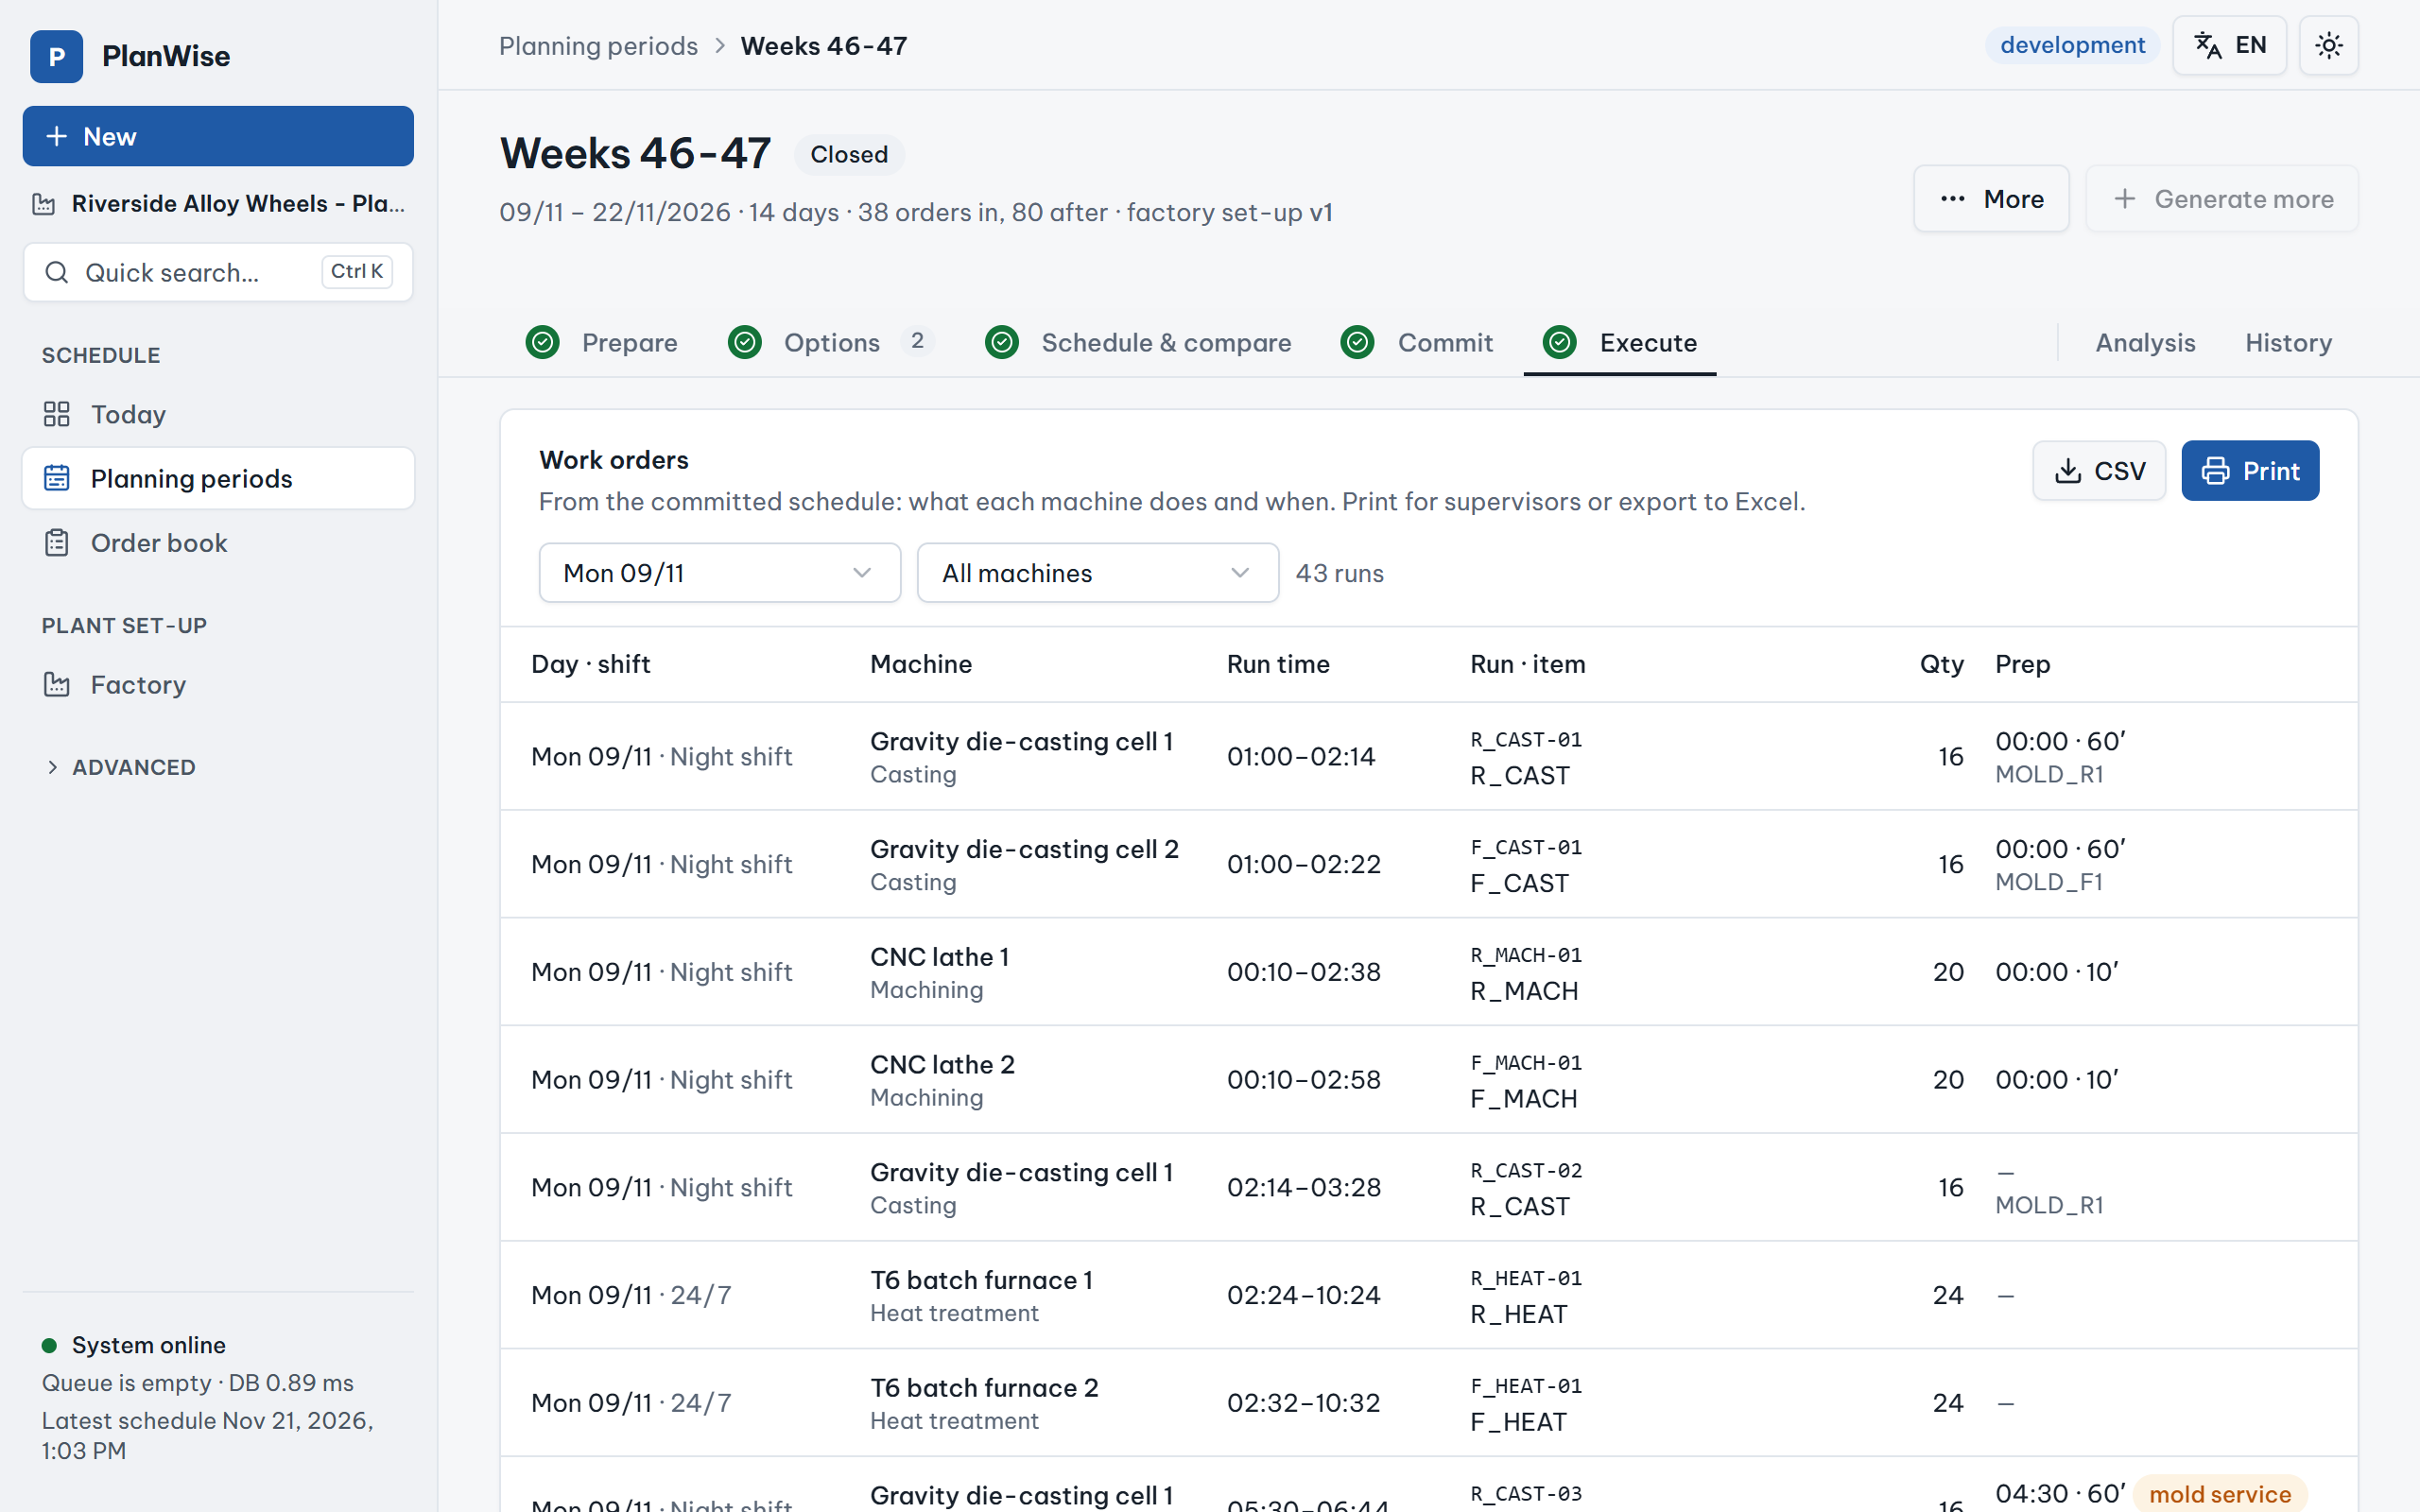 P PlanWise
New
Riverside Alloy Wheels - Pla...
Quick search... Ctrl K
SCHEDULE
Today
Planning periods
Order book
PLANT SET-UP
Factory
ADVANCED
System online
Queue is empty · DB 0.89 ms
Latest schedule Nov 21, 2026,
1:03 PM
Planning periods > Weeks 46-47
development EN
Weeks 46-47 Closed
09/11 – 22/11/2026 · 14 days · 38 orders in, 80 after · factory set-up v1
More Generate more
Prepare Options 2 Schedule & compare Commit Execute Analysis History
Work orders
From the committed schedule: what each machine does and when. Print for supervisors or export to Excel.
CSV Print
Mon 09/11 All machines 43 runs
Day · shift Machine Run time Run · item Qty Prep
Mon 09/11 · Night shift Gravity die-casting cell 1 01:00–02:14 R_CAST-01 16 00:00 · 60′
Casting R_CAST MOLD_R1
Mon 09/11 · Night shift Gravity die-casting cell 2 01:00–02:22 F_CAST-01 16 00:00 · 60′
Casting F_CAST MOLD_F1
Mon 09/11 · Night shift CNC lathe 1 00:10–02:38 R_MACH-01 20 00:00 · 10′
Machining R_MACH
Mon 09/11 · Night shift CNC lathe 2 00:10–02:58 F_MACH-01 20 00:00 · 10′
Machining F_MACH
Mon 09/11 · Night shift Gravity die-casting cell 1 02:14–03:28 R_CAST-02 16 —
Casting R_CAST MOLD_R1
Mon 09/11 · 24/7 T6 batch furnace 1 02:24–10:24 R_HEAT-01 24 —
Heat treatment R_HEAT
Mon 09/11 · 24/7 T6 batch furnace 2 02:32–10:32 F_HEAT-01 24 —
Heat treatment F_HEAT
Mon 09/11 · Night shift Gravity die-casting cell 1 05:30–06:44 R_CAST-03 16 04:30 · 60′ mold service